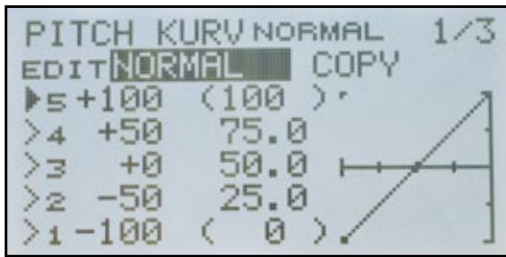 PITCH KURV NORMAL 1/3
EDIT NORMAL COPY
▶5 +100 (100 )
>4 +50 75.0
>3 +0 50.0
>2 -50 25.0
>1 -100 ( 0 )